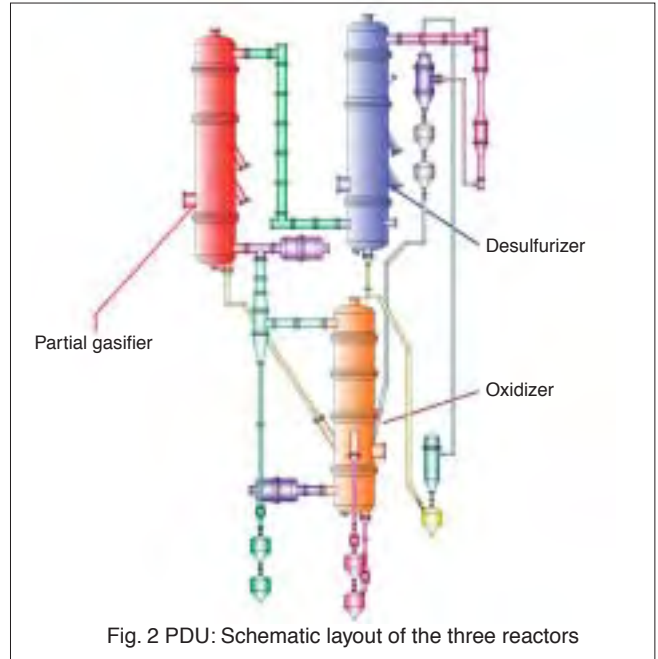 Desulfurizer
Partial gasifier
Oxidizer
Fig. 2 PDU: Schematic layout of the three reactors